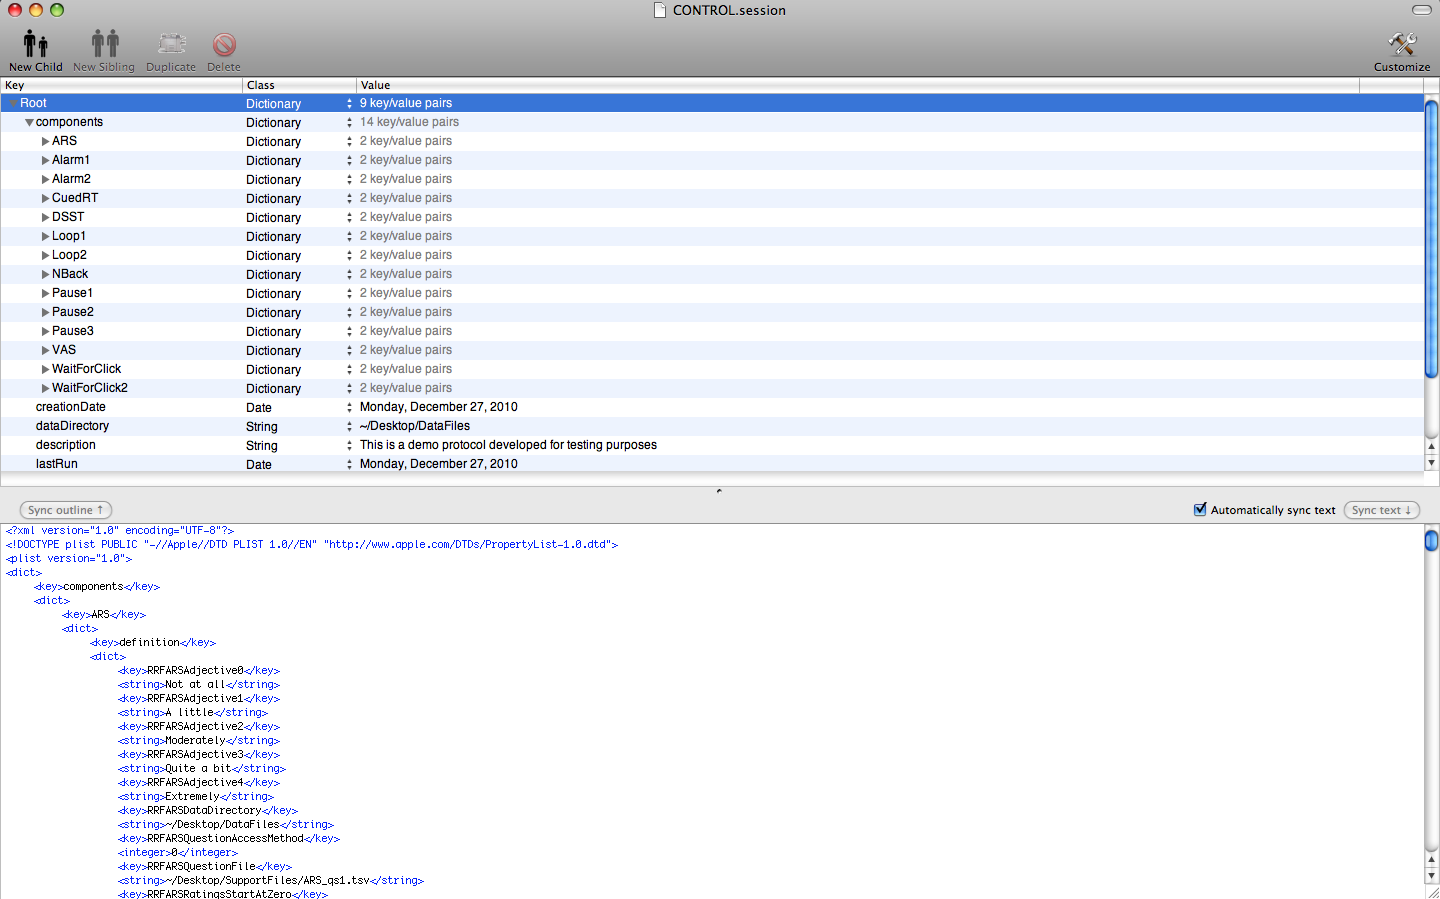 CONTROL.session
New Child New Sibling Duplicate Delete Customize
Key Class Value
Root Dictionary 9 key/value pairs
components Dictionary 14 key/value pairs
ARS Dictionary 2 key/value pairs
Alarm1 Dictionary 2 key/value pairs
Alarm2 Dictionary 2 key/value pairs
CuedRT Dictionary 2 key/value pairs
DSST Dictionary 2 key/value pairs
Loop1 Dictionary 2 key/value pairs
Loop2 Dictionary 2 key/value pairs
NBack Dictionary 2 key/value pairs
Pause1 Dictionary 2 key/value pairs
Pause2 Dictionary 2 key/value pairs
Pause3 Dictionary 2 key/value pairs
VAS Dictionary 2 key/value pairs
WaitForClick Dictionary 2 key/value pairs
WaitForClick2 Dictionary 2 key/value pairs
creationDate Date Monday, December 27, 2010
dataDirectory String ~/Desktop/DataFiles
description String This is a demo protocol developed for testing purposes
lastRun Date Monday, December 27, 2010
Sync outline ↑ Automatically sync text Sync text ↓
<?xml version="1.0" encoding="UTF-8"?>
<!DOCTYPE plist PUBLIC "-//Apple//DTD PLIST 1.0//EN" "http://www.apple.com/DTDs/PropertyList-1.0.dtd">
<plist version="1.0">
<dict>
<key>components</key>
<dict>
<key>ARS</key>
<dict>
<key>definition</key>
<dict>
<key>RRFARSAdjective0</key>
<string>Not at all</string>
<key>RRFARSAdjective1</key>
<string>A little</string>
<key>RRFARSAdjective2</key>
<string>Moderately</string>
<key>RRFARSAdjective3</key>
<string>Quite a bit</string>
<key>RRFARSAdjective4</key>
<string>Extremely</string>
<key>RRFARSDataDirectory</key>
<string>~/Desktop/DataFiles</string>
<key>RRFARSQuestionAccessMethod</key>
<integer>0</integer>
<key>RRFARSQuestionFile</key>
<string>~/Desktop/SupportFiles/ARS_qs1.tsv</string>
<key>RRFARSRatingsStartAtZero</key>